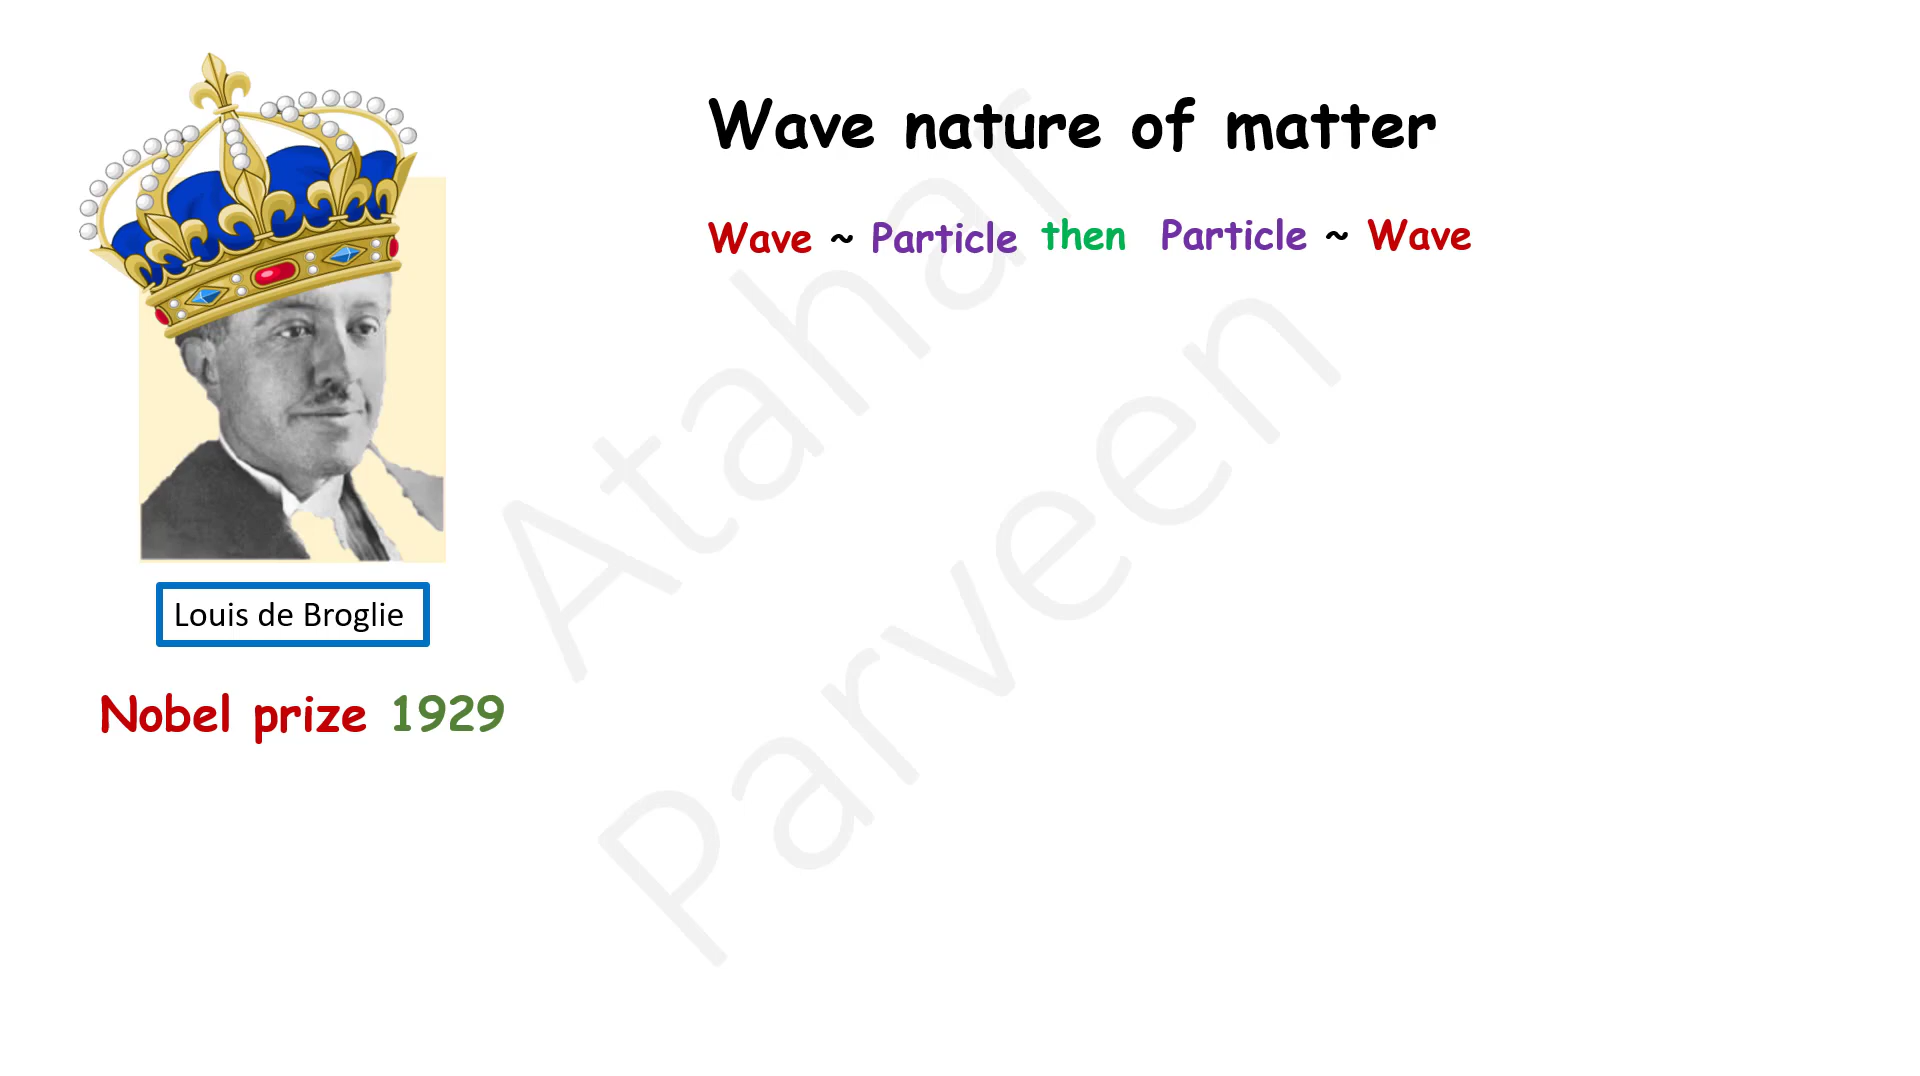 Wave nature of matter
Wave ~ Particle then Particle ~ Wave
Louis de Broglie
Nobel prize 1929
Atahar
Parveen